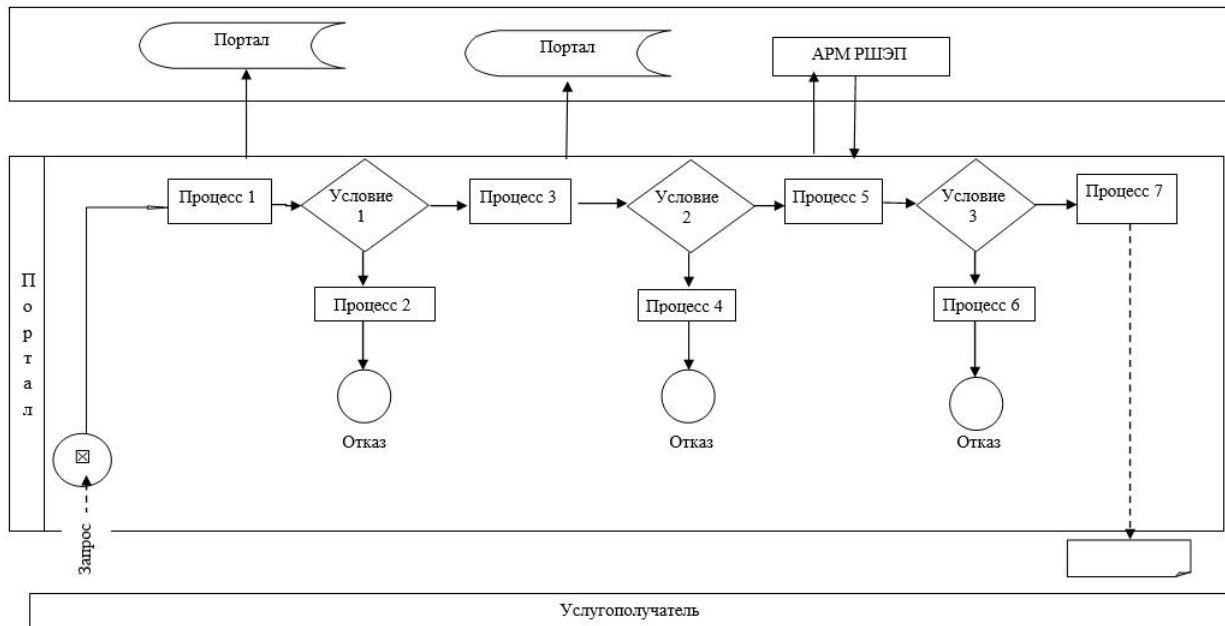 Портал
Портал
АРМ РШЭП
Процесс 1
Условие
1
Процесс 3
Условие
2
Процесс 5
Условие
3
Процесс 7
Портал
Процесс 2
Процесс 4
Процесс 6
Отказ
Отказ
Отказ
Запрос
Услугополучатель